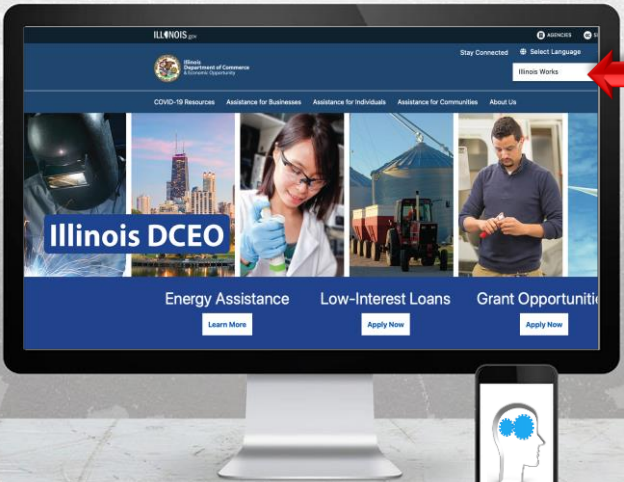 ILLINOIS.gov
AGENCIES
Stay Connected
Select Language
Illinois
Department of Commerce
& Economic Opportunity
Illinois Works
COVID-19 Resources Assistance for Businesses Assistance for Individuals Assistance for Communities About Us
Illinois DCEO
Energy Assistance Low-Interest Loans Grant Opportuniti
Learn More Apply Now Apply Now